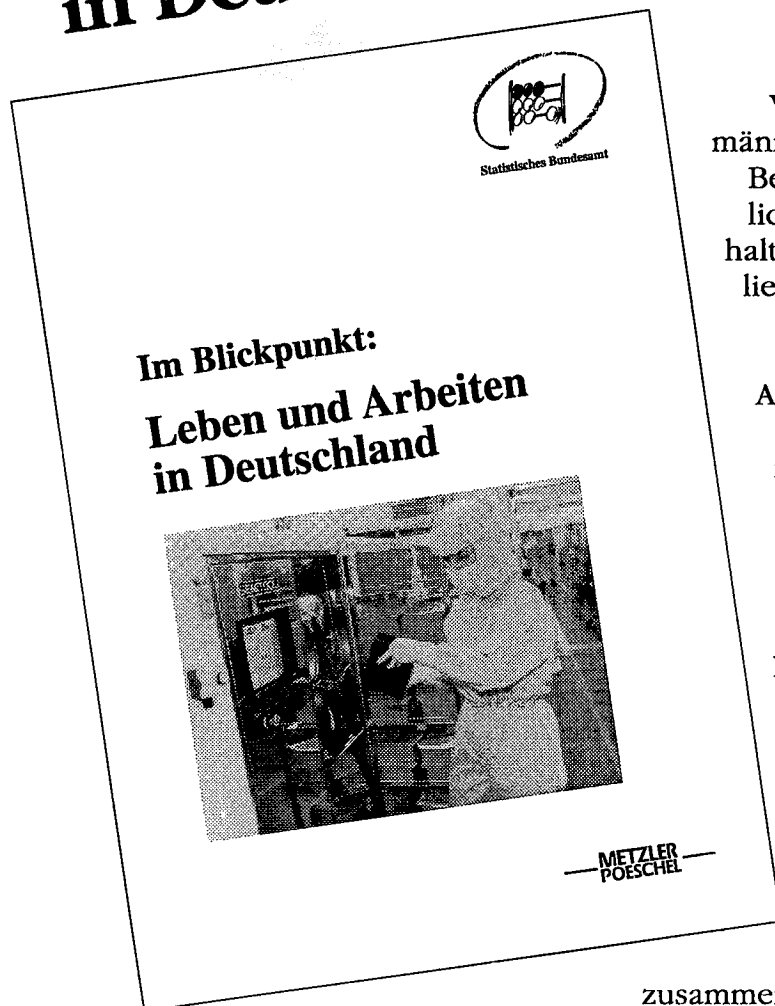 in Deu
Statistisches Bundesamt
Im Blickpunkt:
Leben und Arbeiten
in Deutschland
METZLER
POESCHEL
männ
Be
lic
halt
lie
A
zusamme